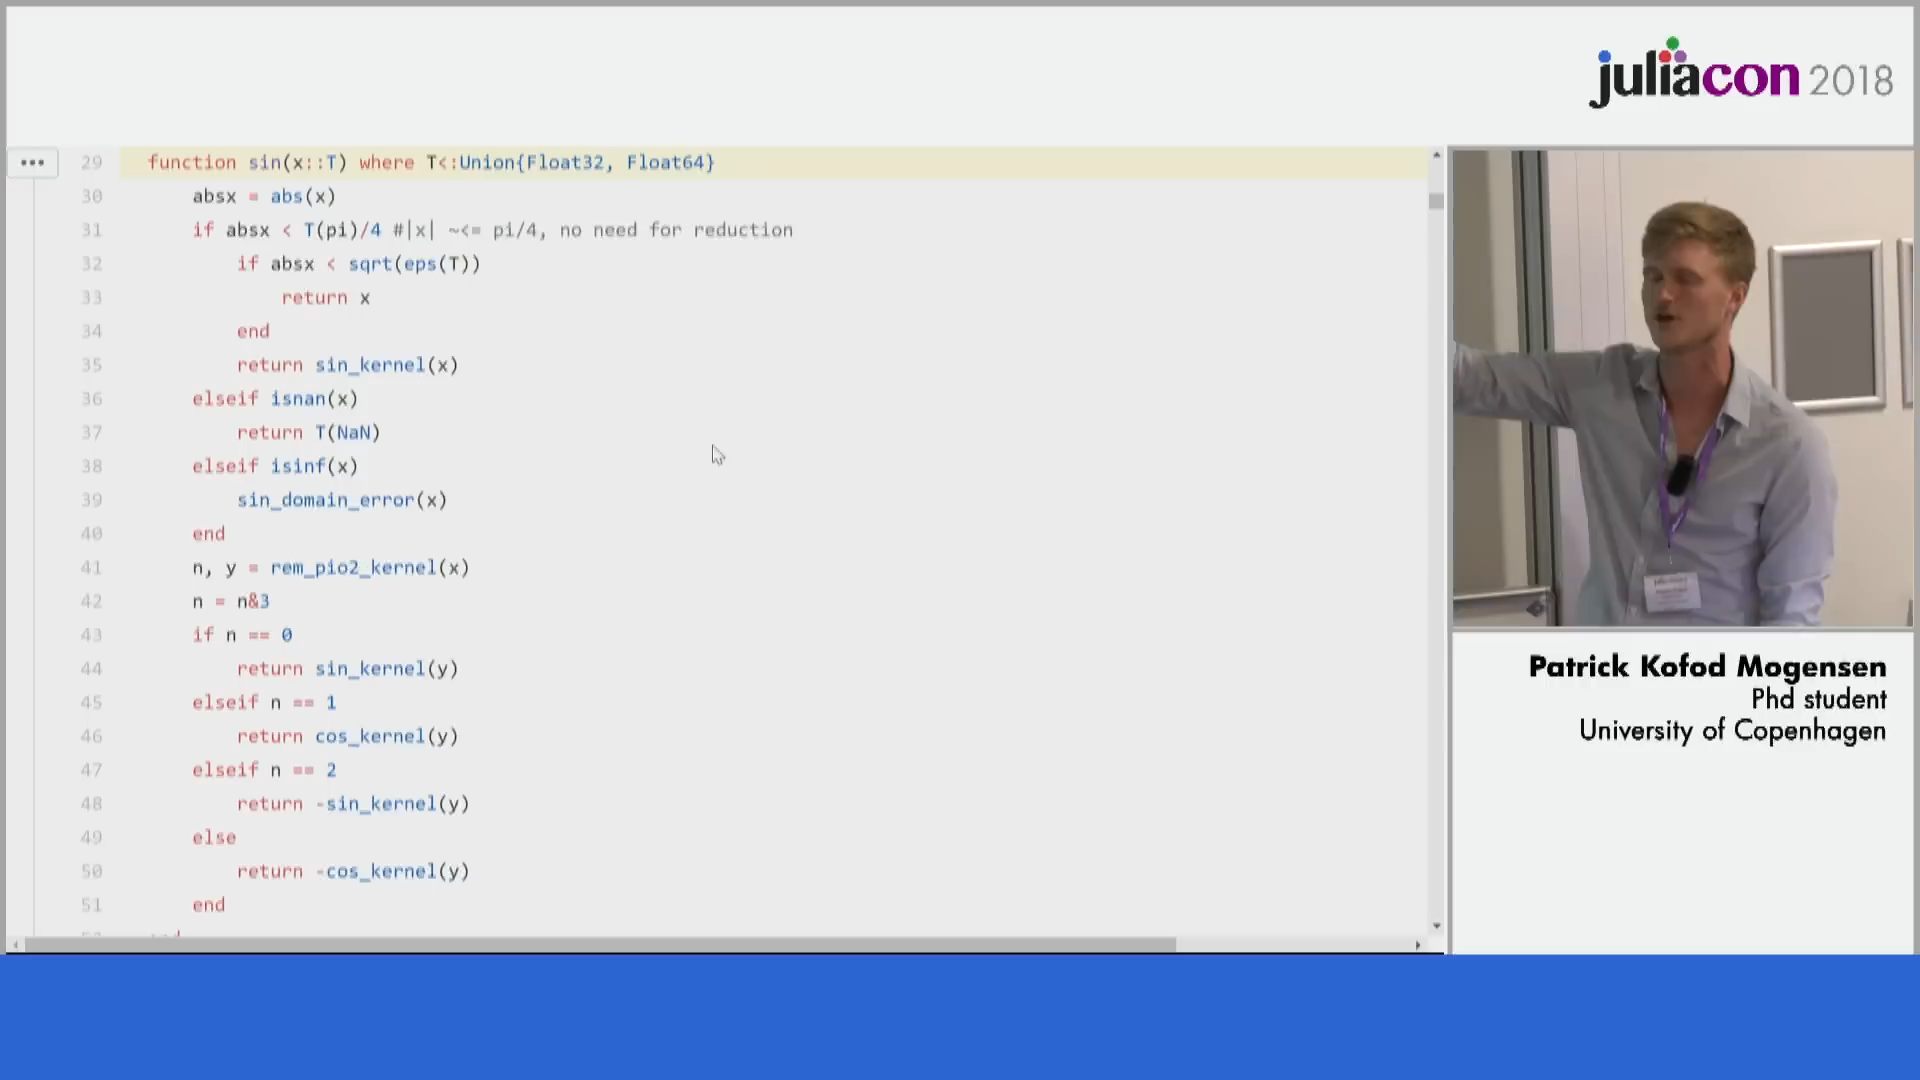 juliacon 2018
29 function sin(x::T) where T<:Union{Float32, Float64}
30 absx = abs(x)
31 if absx < T(pi)/4 #|x| ~<= pi/4, no need for reduction
32 if absx < sqrt(eps(T))
33 return x
34 end
35 return sin_kernel(x)
36 elseif isnan(x)
37 return T(NaN)
38 elseif isinf(x)
39 sin_domain_error(x)
40 end
41 n, y = rem_pio2_kernel(x)
42 n = n&3
43 if n == 0
44 return sin_kernel(y)
45 elseif n == 1
46 return cos_kernel(y)
47 elseif n == 2
48 return -sin_kernel(y)
49 else
50 return -cos_kernel(y)
51 end
Patrick Kofod Mogensen
Phd student
University of Copenhagen